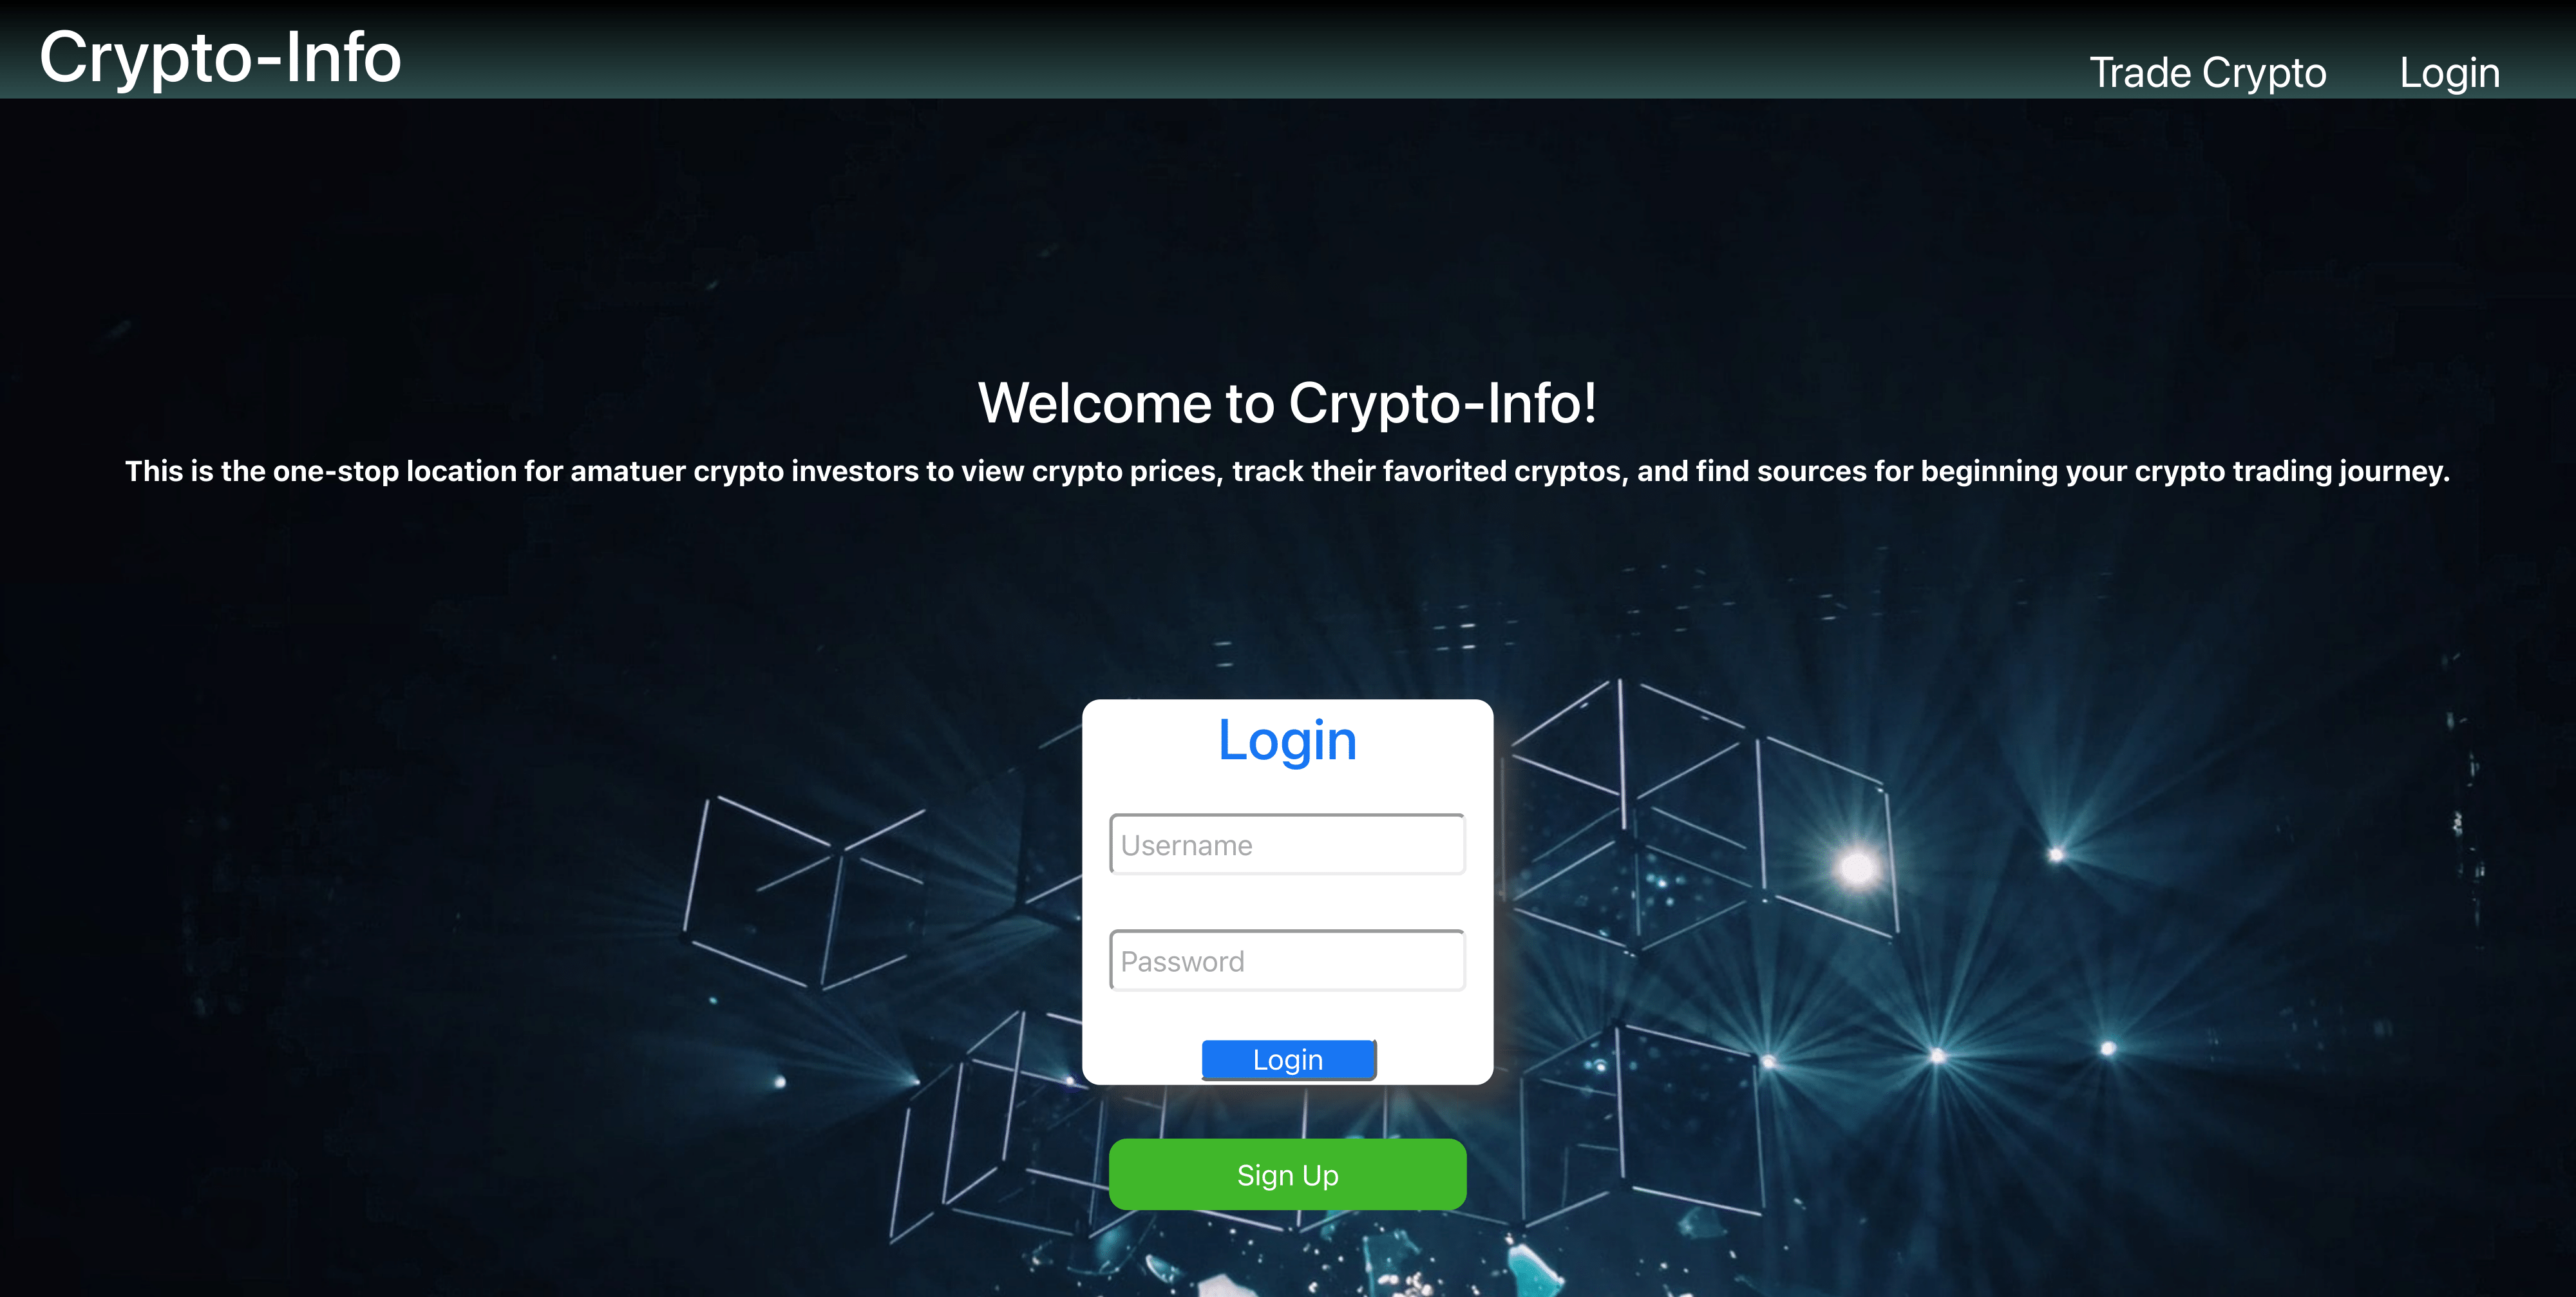 Crypto-Info
Trade Crypto
Login
Welcome to Crypto-Info!
This is the one-stop location for amatuer crypto investors to view crypto prices, track their favorited cryptos, and find sources for beginning your crypto trading journey.
Login
Username
Password
Login
Sign Up